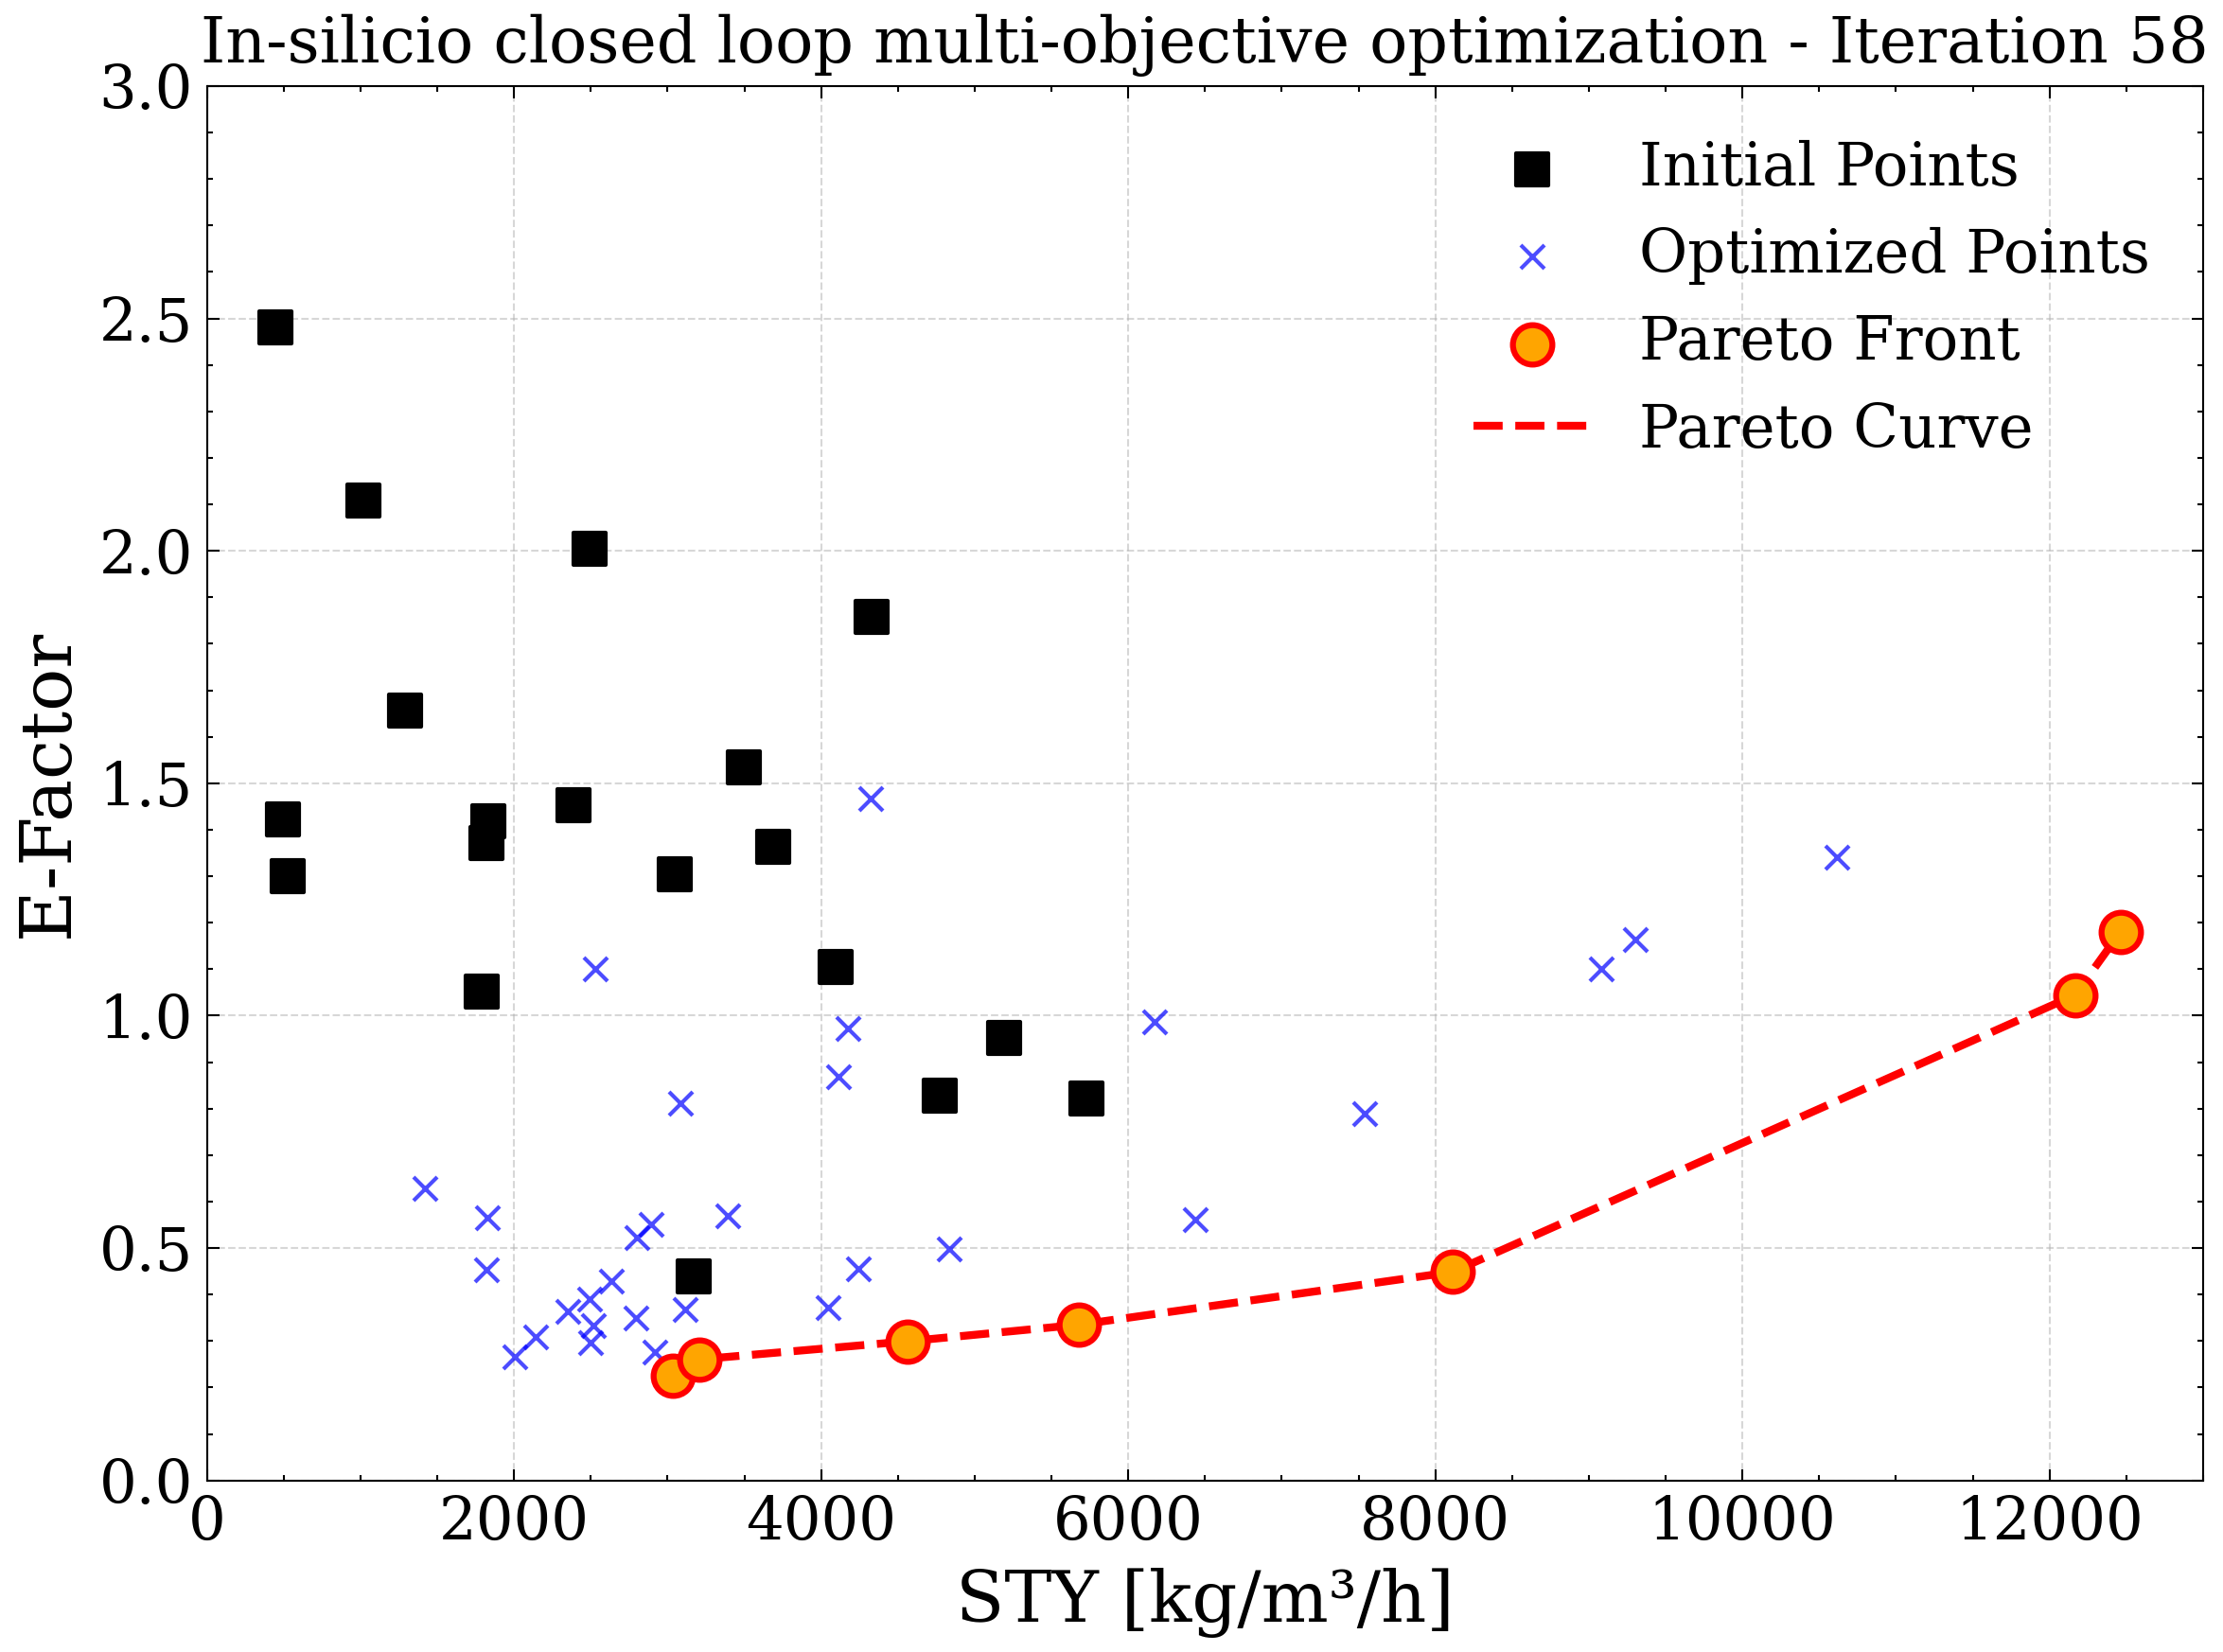 In-silicio closed loop multi-objective optimization - Iteration 58
3.0
2.5
2.0
1.5
1.0
0.5
0.0
E-Factor
Initial Points
Optimized Points
Pareto Front
Pareto Curve
0 2000 4000 6000 8000 10000 12000
STY [kg/m³/h]